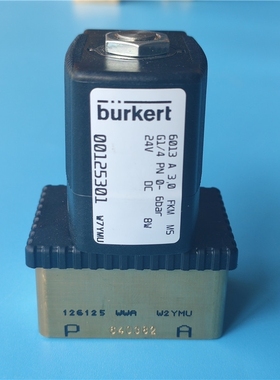 bürkert
00125301
W7YMU
6013 A 3.0 FKM MS
G1/4 PN 0- 6bar
24V DC 8W
126125 WWA W2YMU
P A